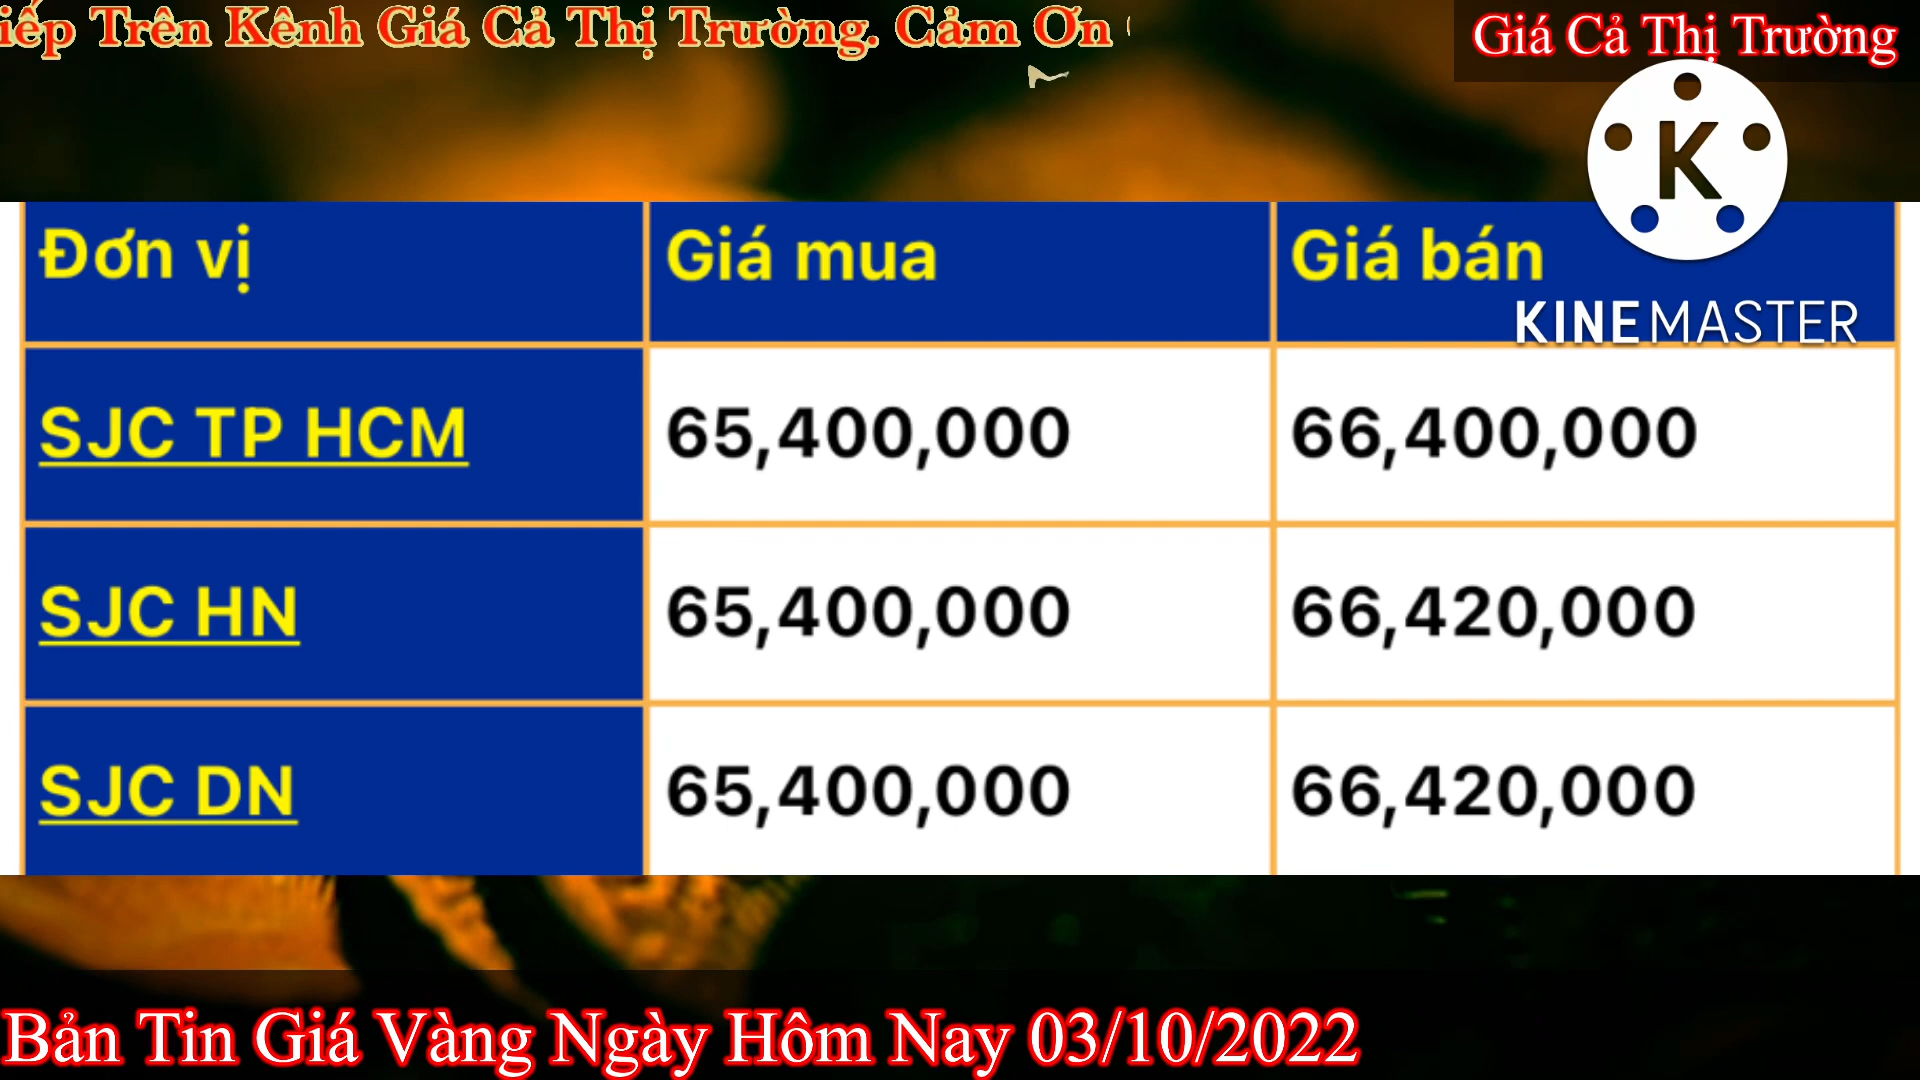 iếp Trên Kênh Giá Cả Thị Trường. Cảm Ơn
Giá Cả Thị Trường
K
KINEMASTER
Đơn vị Giá mua Giá bán
SJC TP HCM 65,400,000 66,400,000
SJC HN 65,400,000 66,420,000
SJC DN 65,400,000 66,420,000
Bản Tin Giá Vàng Ngày Hôm Nay 03/10/2022